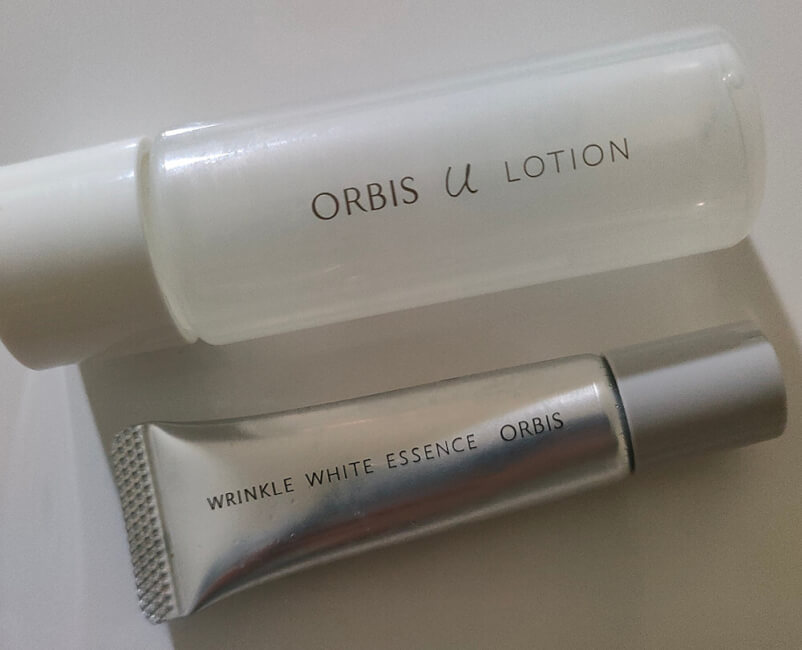 ORBIS u LOTION
WRINKLE WHITE ESSENCE ORBIS